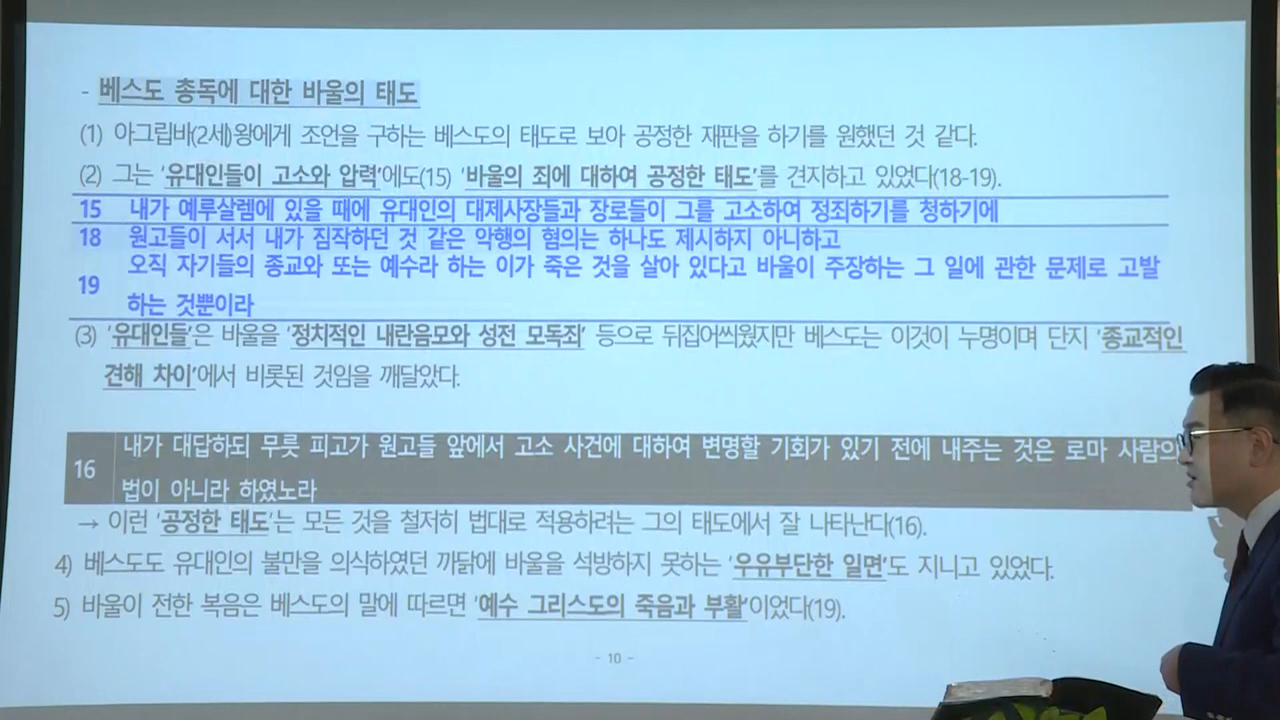 - 베스도 총독에 대한 바울의 태도
(1) 아그립바(2세)왕에게 조언을 구하는 베스도의 태도로 보아 공정한 재판을 하기를 원했던 것 같다.
(2) 그는 '유대인들이 고소와 압력'에도(15) '바울의 죄에 대하여 공정한 태도'를 견지하고 있었다(18-19).
15 내가 예루살렘에 있을 때에 유대인의 대제사장들과 장로들이 그를 고소하여 정죄하기를 청하기에
18 원고들이 서서 내가 짐작하던 것 같은 악행의 혐의는 하나도 제시하지 아니하고
19 오직 자기들의 종교와 또는 예수라 하는 이가 죽은 것을 살아 있다고 바울이 주장하는 그 일에 관한 문제로 고발
하는 것뿐이라
(3) '유대인들'은 바울을 '정치적인 내란음모와 성전 모독죄' 등으로 뒤집어씌웠지만 베스도는 이것이 누명이며 단지 '종교적인
견해 차이'에서 비롯된 것임을 깨달았다.
16 내가 대답하되 무릇 피고가 원고들 앞에서 고소 사건에 대하여 변명할 기회가 있기 전에 내주는 것은 로마 사람의
법이 아니라 하였노라
→ 이런 '공정한 태도'는 모든 것을 철저히 법대로 적용하려는 그의 태도에서 잘 나타난다(16).
4) 베스도도 유대인의 불만을 의식하였던 까닭에 바울을 석방하지 못하는 '우유부단한 일면'도 지니고 있었다.
5) 바울이 전한 복음은 베스도의 말에 따르면 '예수 그리스도의 죽음과 부활'이었다(19).
- 10 -